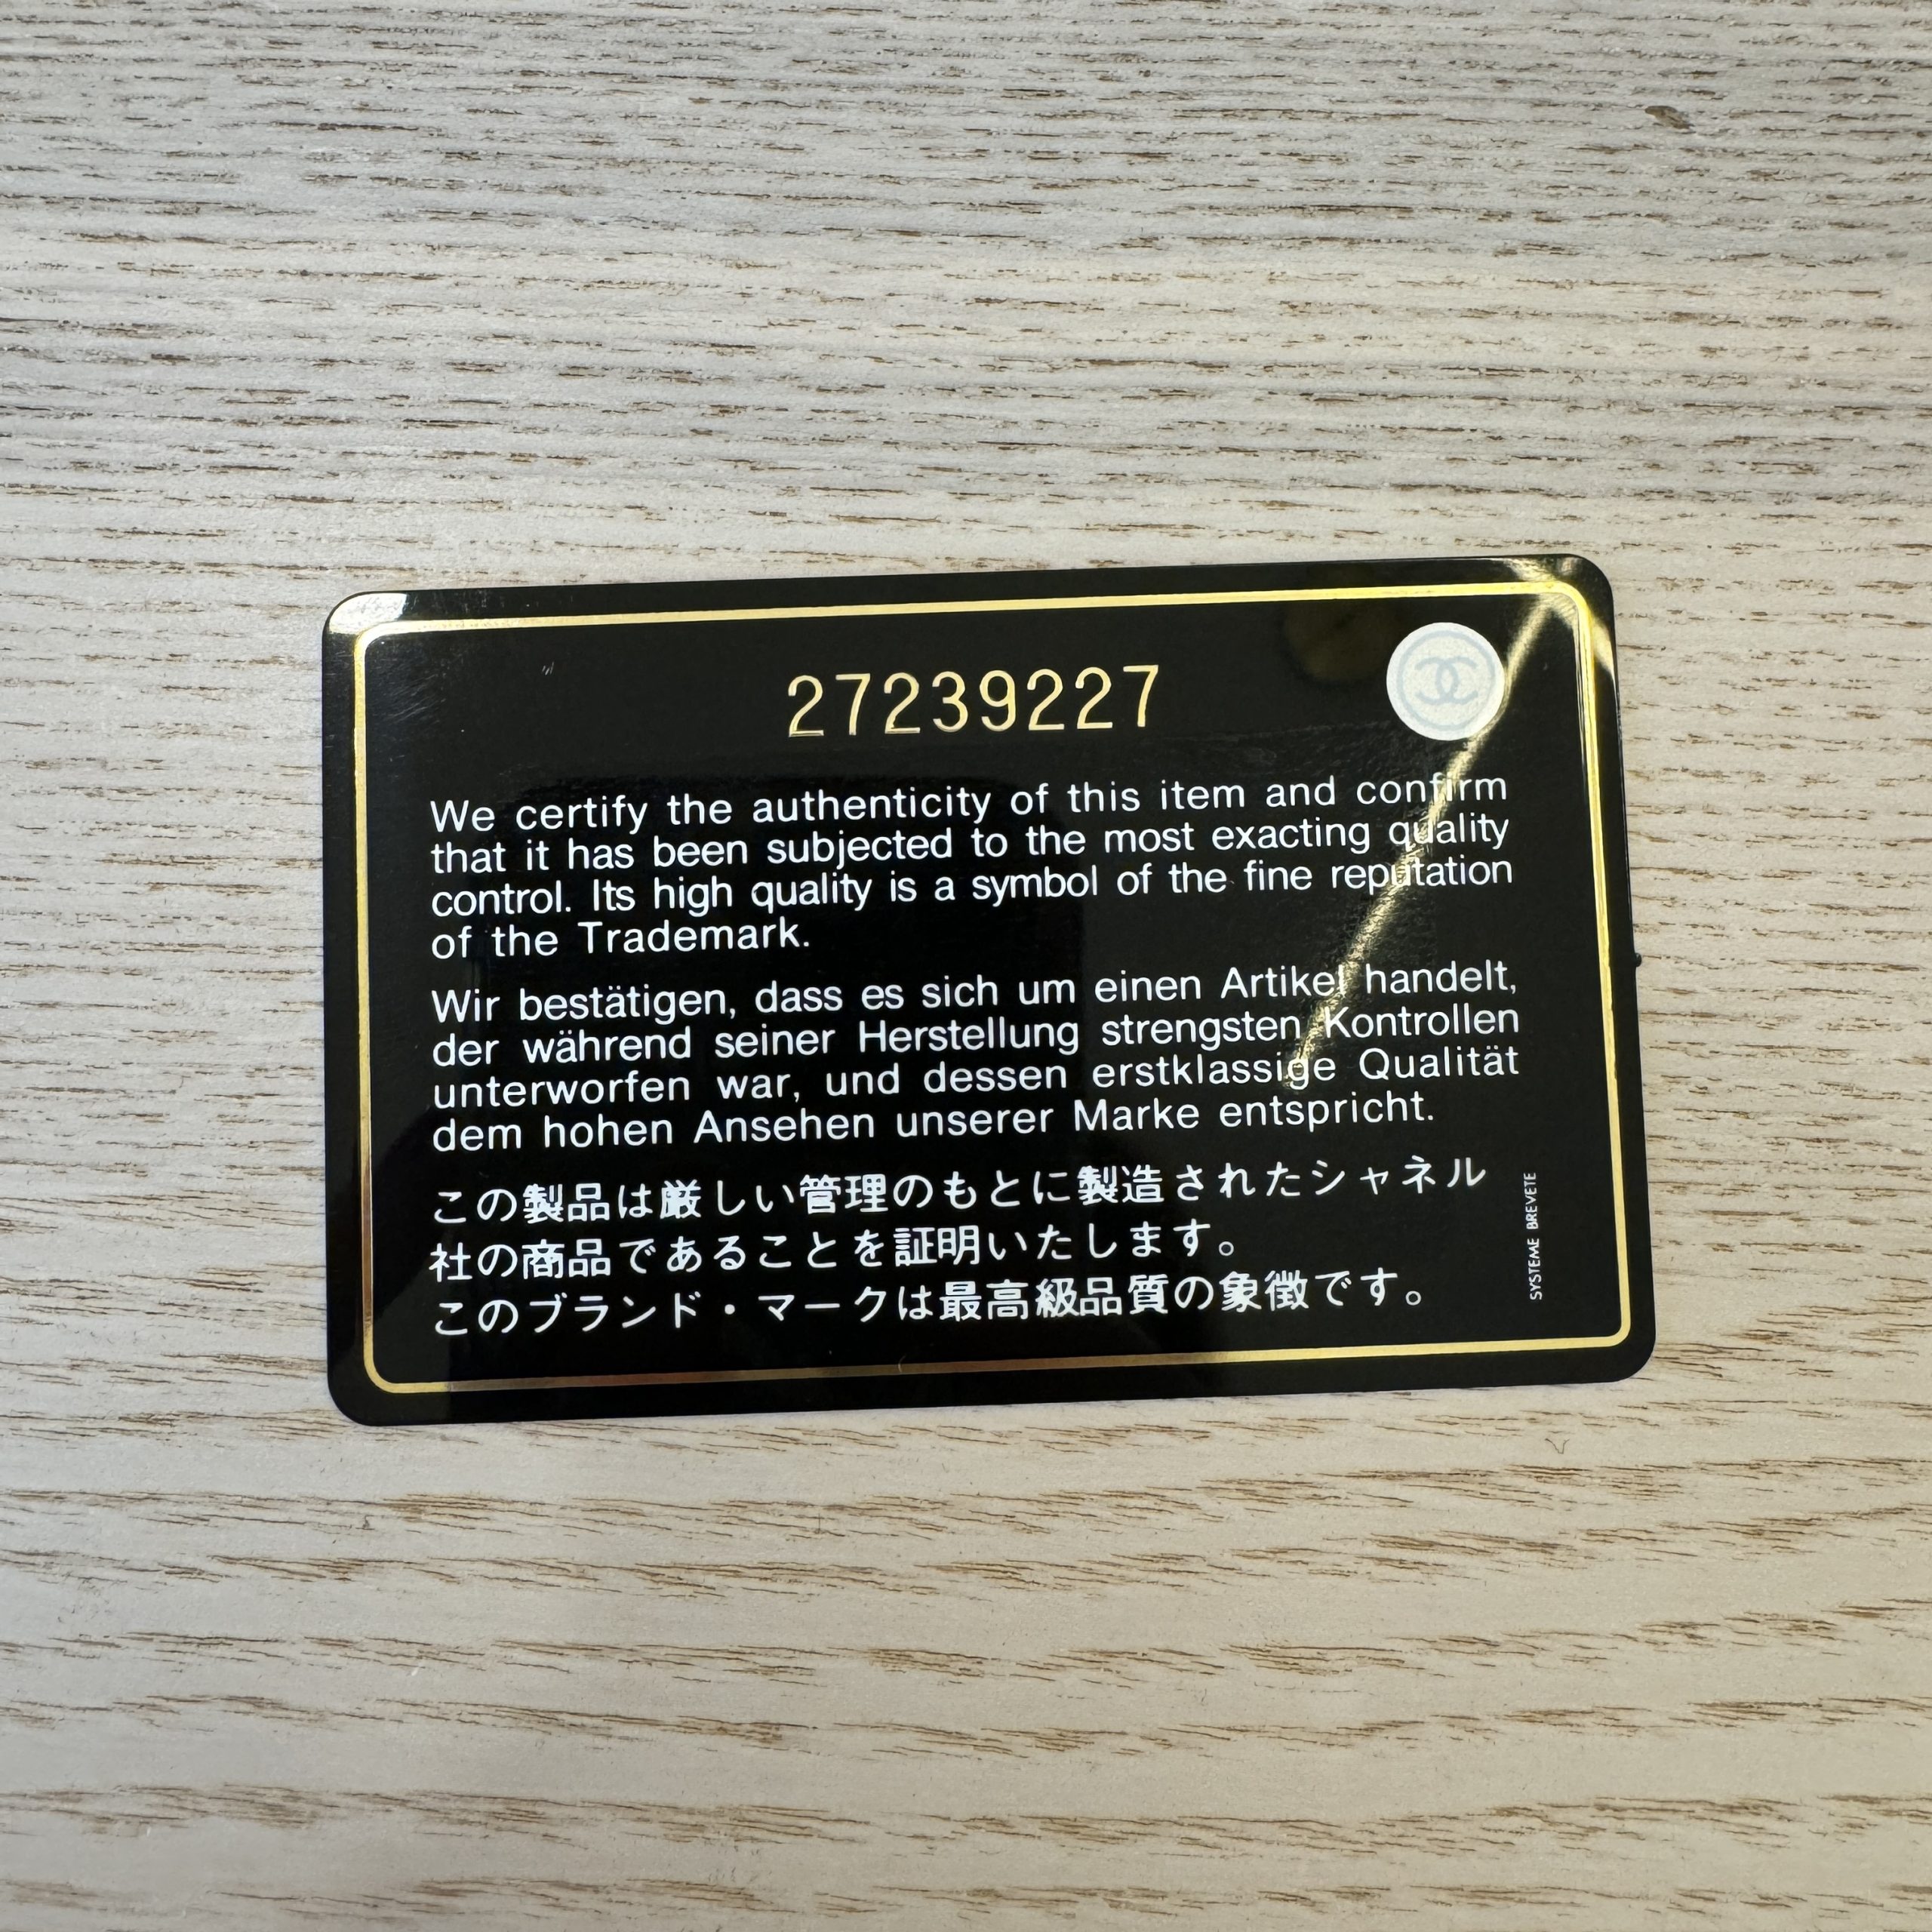 27239227
We certify the authenticity of this item and confirm
that it has been subjected to the most exacting quality
control. Its high quality is a symbol of the fine reputation
of the Trademark.
Wir bestätigen, dass es sich um einen Artikel handelt,
der während seiner Herstellung strengsten Kontrollen
unterworfen war, und dessen erstklassige Qualität
dem hohen Ansehen unserer Marke entspricht.
この製品は厳しい管理のもとに製造されたシャネル
社の商品であることを証明いたします。
このブランド・マークは最高級品質の象徴です。
SYSTEME BREVETE